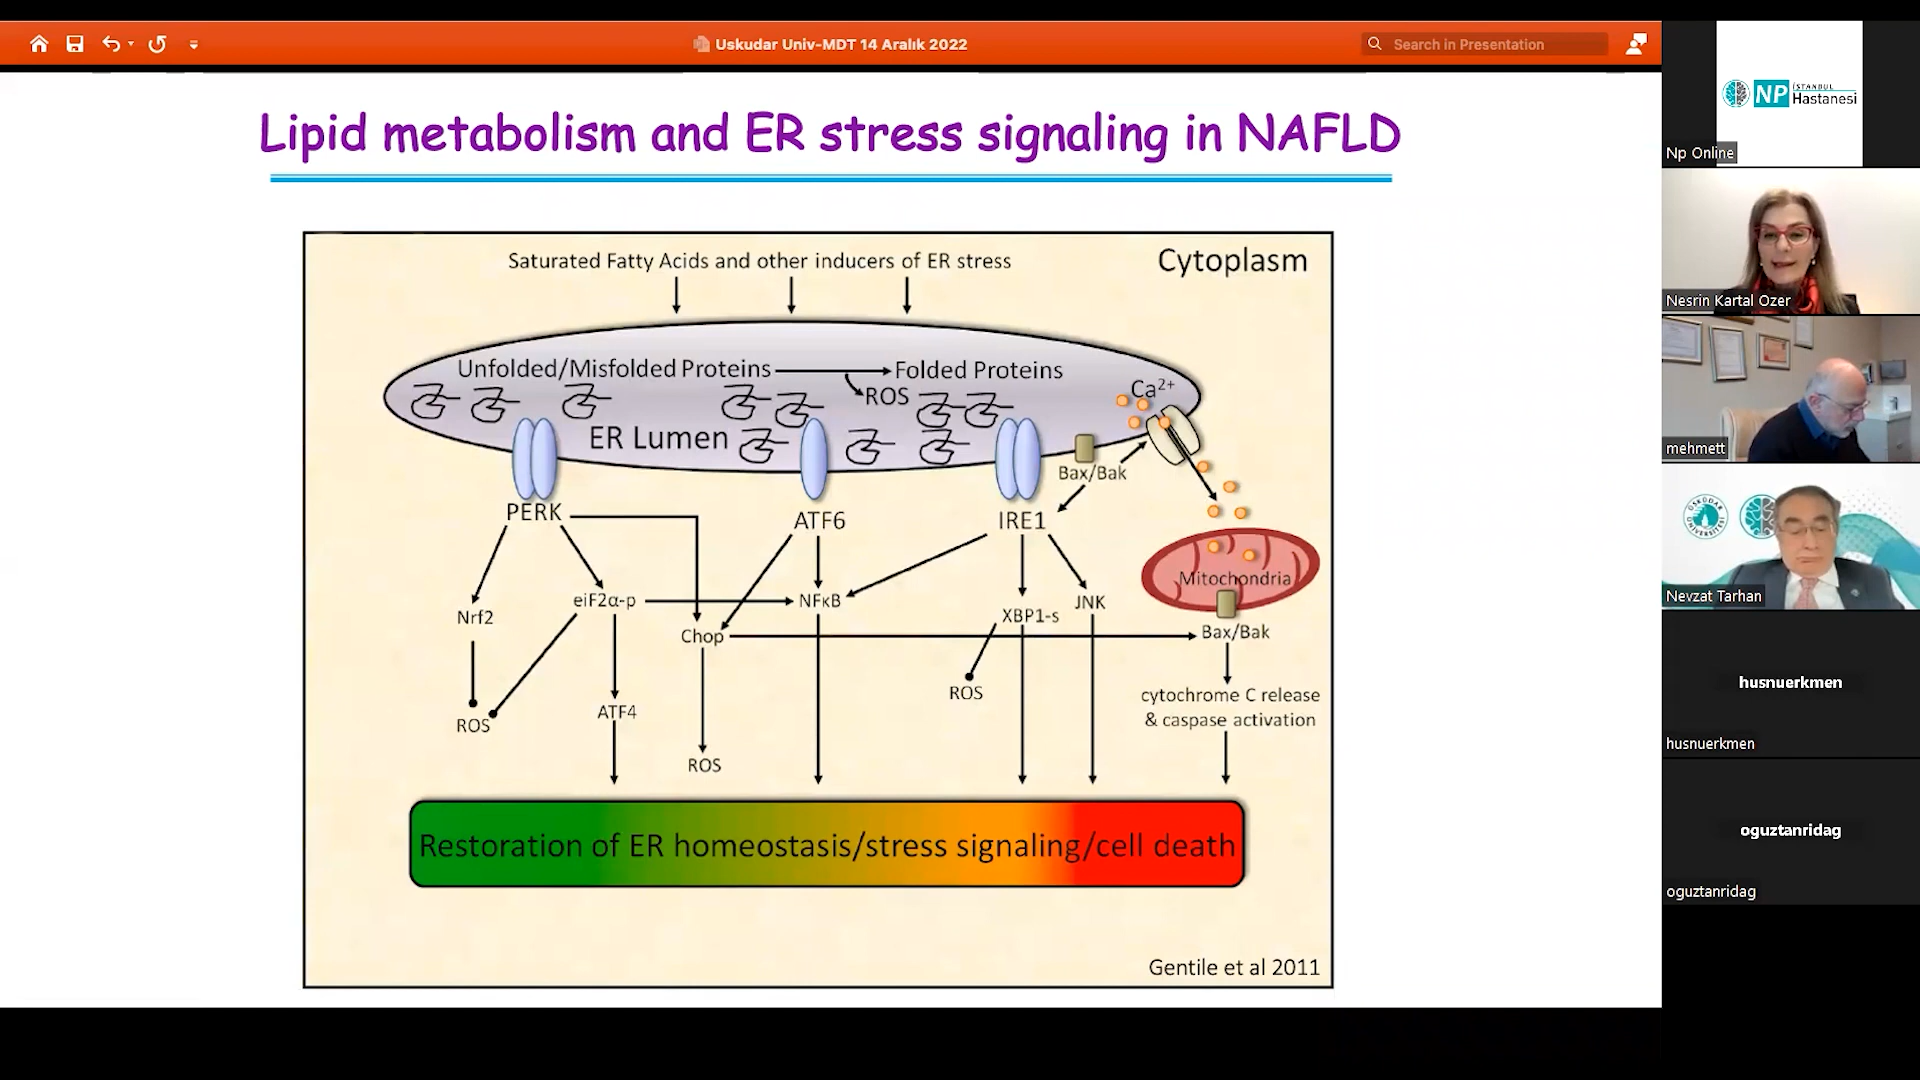 Uskudar Univ-MDT 14 Aralık 2022
Search in Presentation
Lipid metabolism and ER stress signaling in NAFLD
Saturated Fatty Acids and other inducers of ER stress
Cytoplasm
Unfolded/Misfolded Proteins
Folded Proteins
ROS
Ca²⁺
ER Lumen
Bax/Bak
PERK
ATF6
IRE1
Mitochondria
Nrf2
eiF2α-p
NFκB
Chop
XBP1-s
JNK
Bax/Bak
ROS
ATF4
ROS
ROS
cytochrome C release
& caspase activation
Restoration of ER homeostasis/stress signaling/cell death
Gentile et al 2011
NP İSTANBUL
Hastanesi
Np Online
Nesrin Kartal Ozer
mehmett
ÜSKÜDAR
ÜNİVERSİTESİ
Nevzat Tarhan
husnuerkmen
husnuerkmen
oguztanridag
oguztanridag